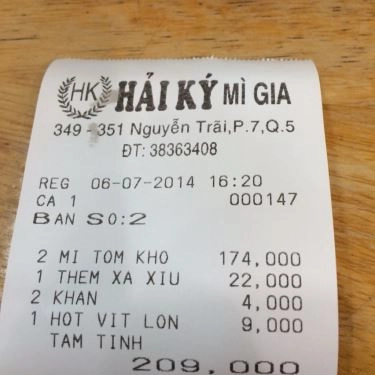 HK HẢI KÝ MÌ GIA
349 - 351 Nguyễn Trãi,P.7,Q.5
ĐT: 38363408
REG 06-07-2014 16:20
CA 1 000147
BAN SO:2
2 MI TOM KHO 174,000
1 THEM XA XIU 22,000
2 KHAN 4,000
1 HOT VIT LON 9,000
TAM TINH
209,000